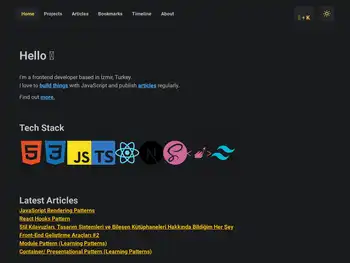 Home Projects Articles Bookmarks Timeline About
+ K
Hello
I'm a frontend developer based in Izmir, Turkey.
I love to build things with JavaScript and publish articles regularly.
Find out more.
Tech Stack
5 3 JS TS N Sass
Latest Articles
JavaScript Rendering Patterns
React Hooks Pattern
Stil Kılavuzları, Tasarım Sistemleri ve Bileşen Kütüphaneleri Hakkında Bildiğim Her Şey
Front-End Geliştirme Araçları #2
Module Pattern (Learning Patterns)
Container/ Presentational Pattern (Learning Patterns)